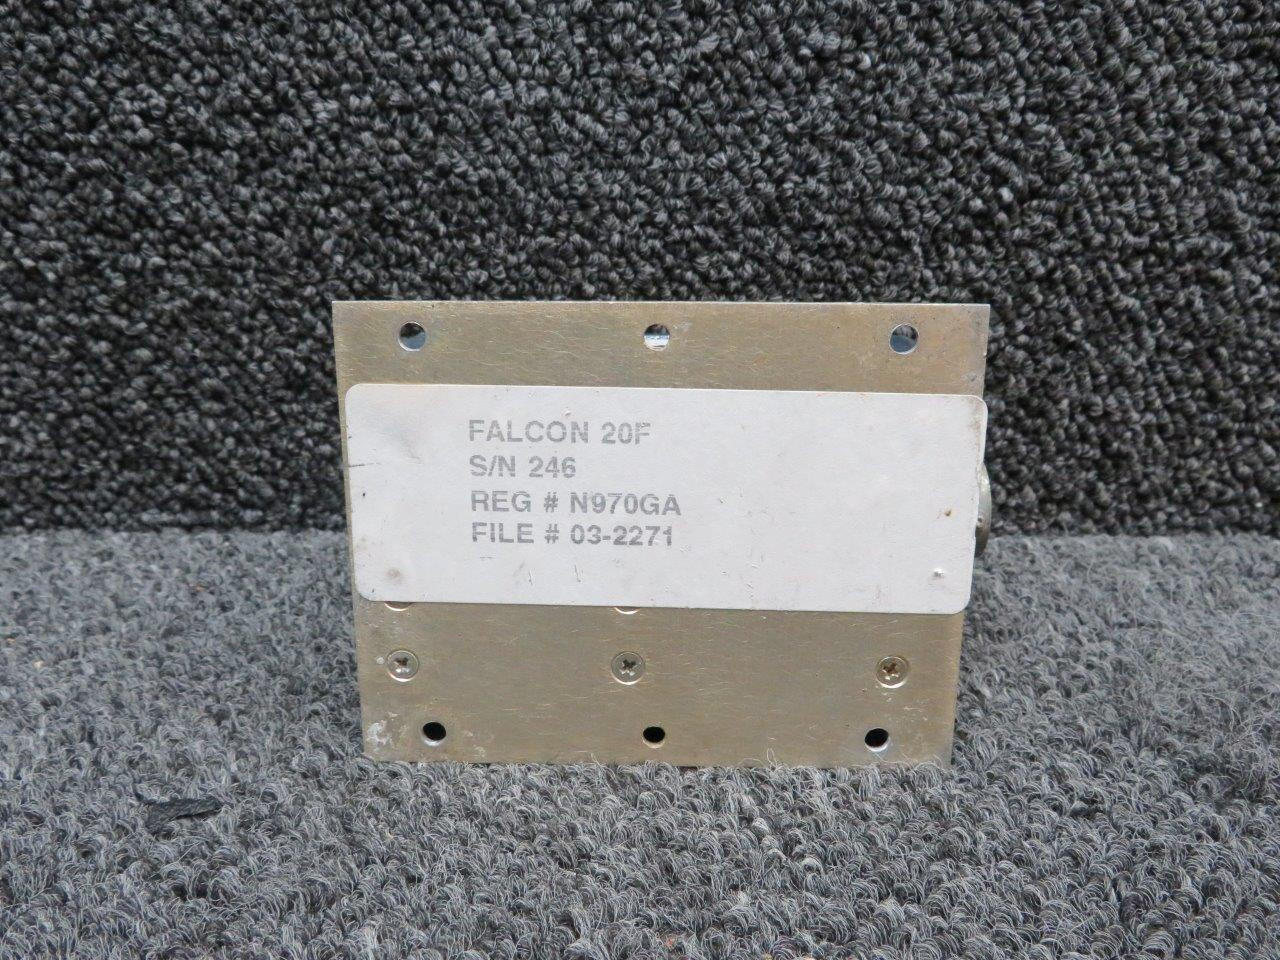 FALCON 20F
S/N 246
REG # N970GA
FILE # 03-2271